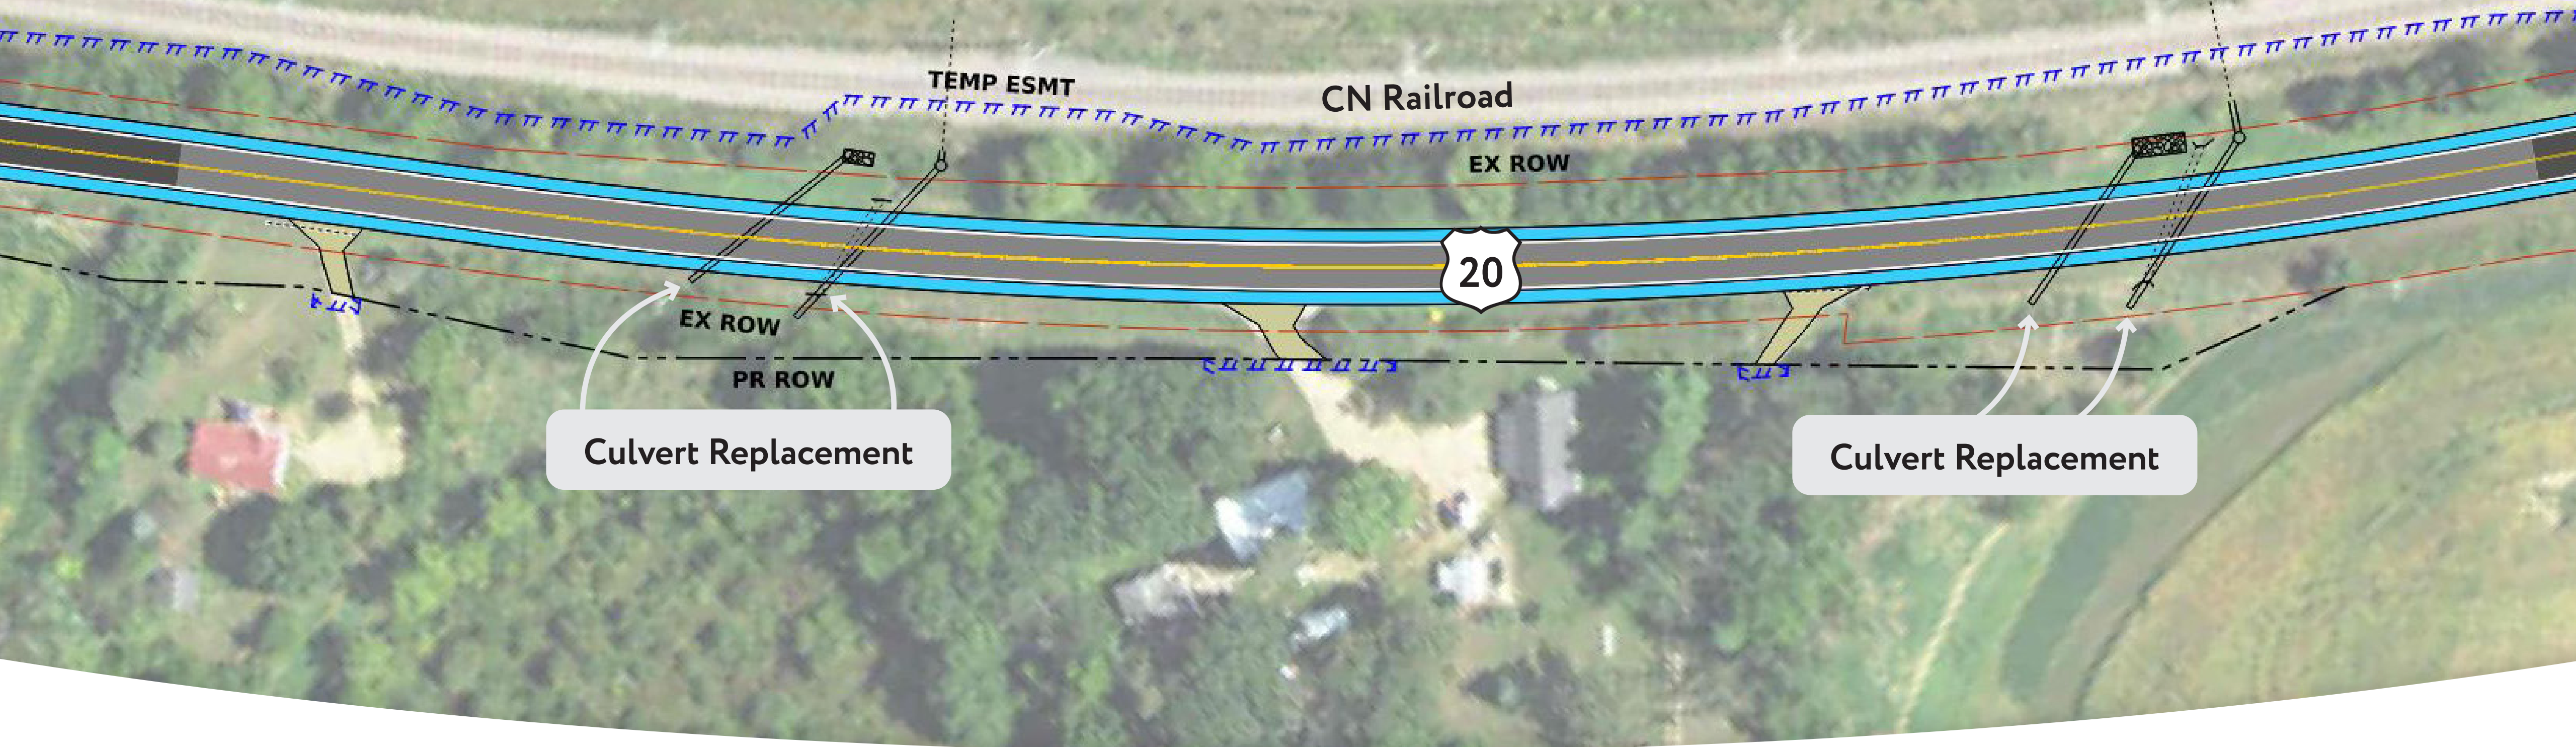 TEMP ESMT
CN Railroad
EX ROW
20
EX ROW
PR ROW
Culvert Replacement
Culvert Replacement